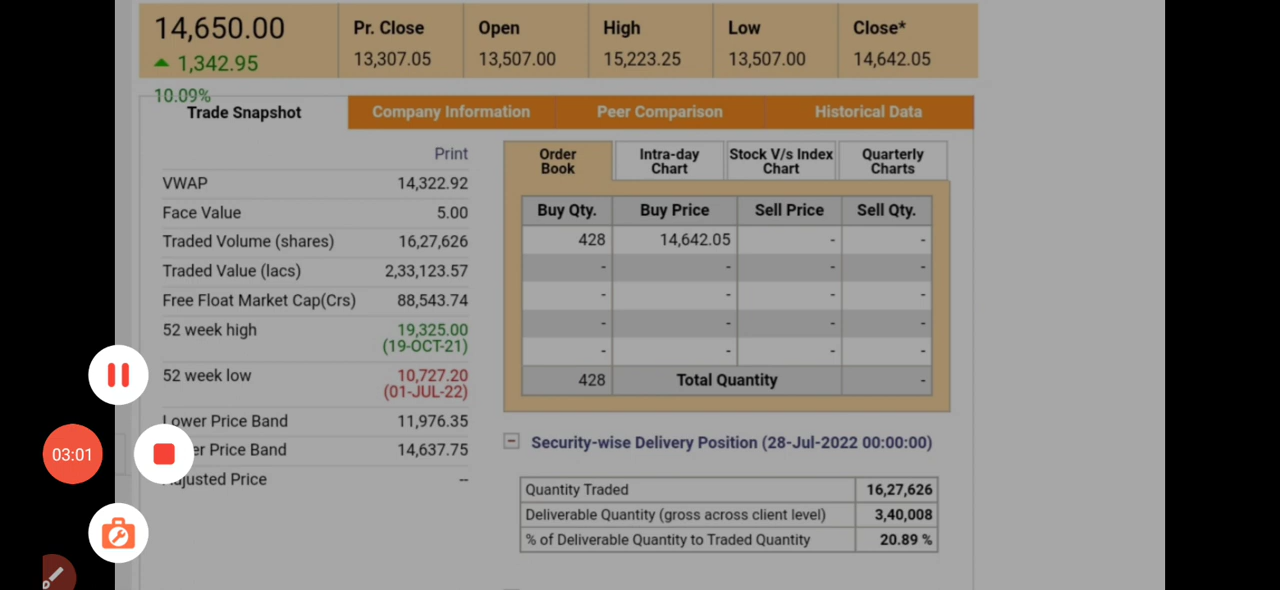 14,650.00
1,342.95
10.09%
Pr. Close
13,307.05
Open
13,507.00
High
15,223.25
Low
13,507.00
Close*
14,642.05
Trade Snapshot
Company Information
Peer Comparison
Historical Data
Print
VWAP 14,322.92
Face Value 5.00
Traded Volume (shares) 16,27,626
Traded Value (lacs) 2,33,123.57
Free Float Market Cap(Crs) 88,543.74
52 week high 19,325.00
(19-OCT-21)
52 week low 10,727.20
(01-JUL-22)
Lower Price Band 11,976.35
Price Band 14,637.75
Adjusted Price --
Order
Book
Intra-day
Chart
Stock V/s Index
Chart
Quarterly
Charts
Buy Qty. Buy Price Sell Price Sell Qty.
428 14,642.05 - -
- - - -
- - - -
- - - -
- - - -
428 Total Quantity -
Security-wise Delivery Position (28-Jul-2022 00:00:00)
Quantity Traded 16,27,626
Deliverable Quantity (gross across client level) 3,40,008
% of Deliverable Quantity to Traded Quantity 20.89 %
03:01